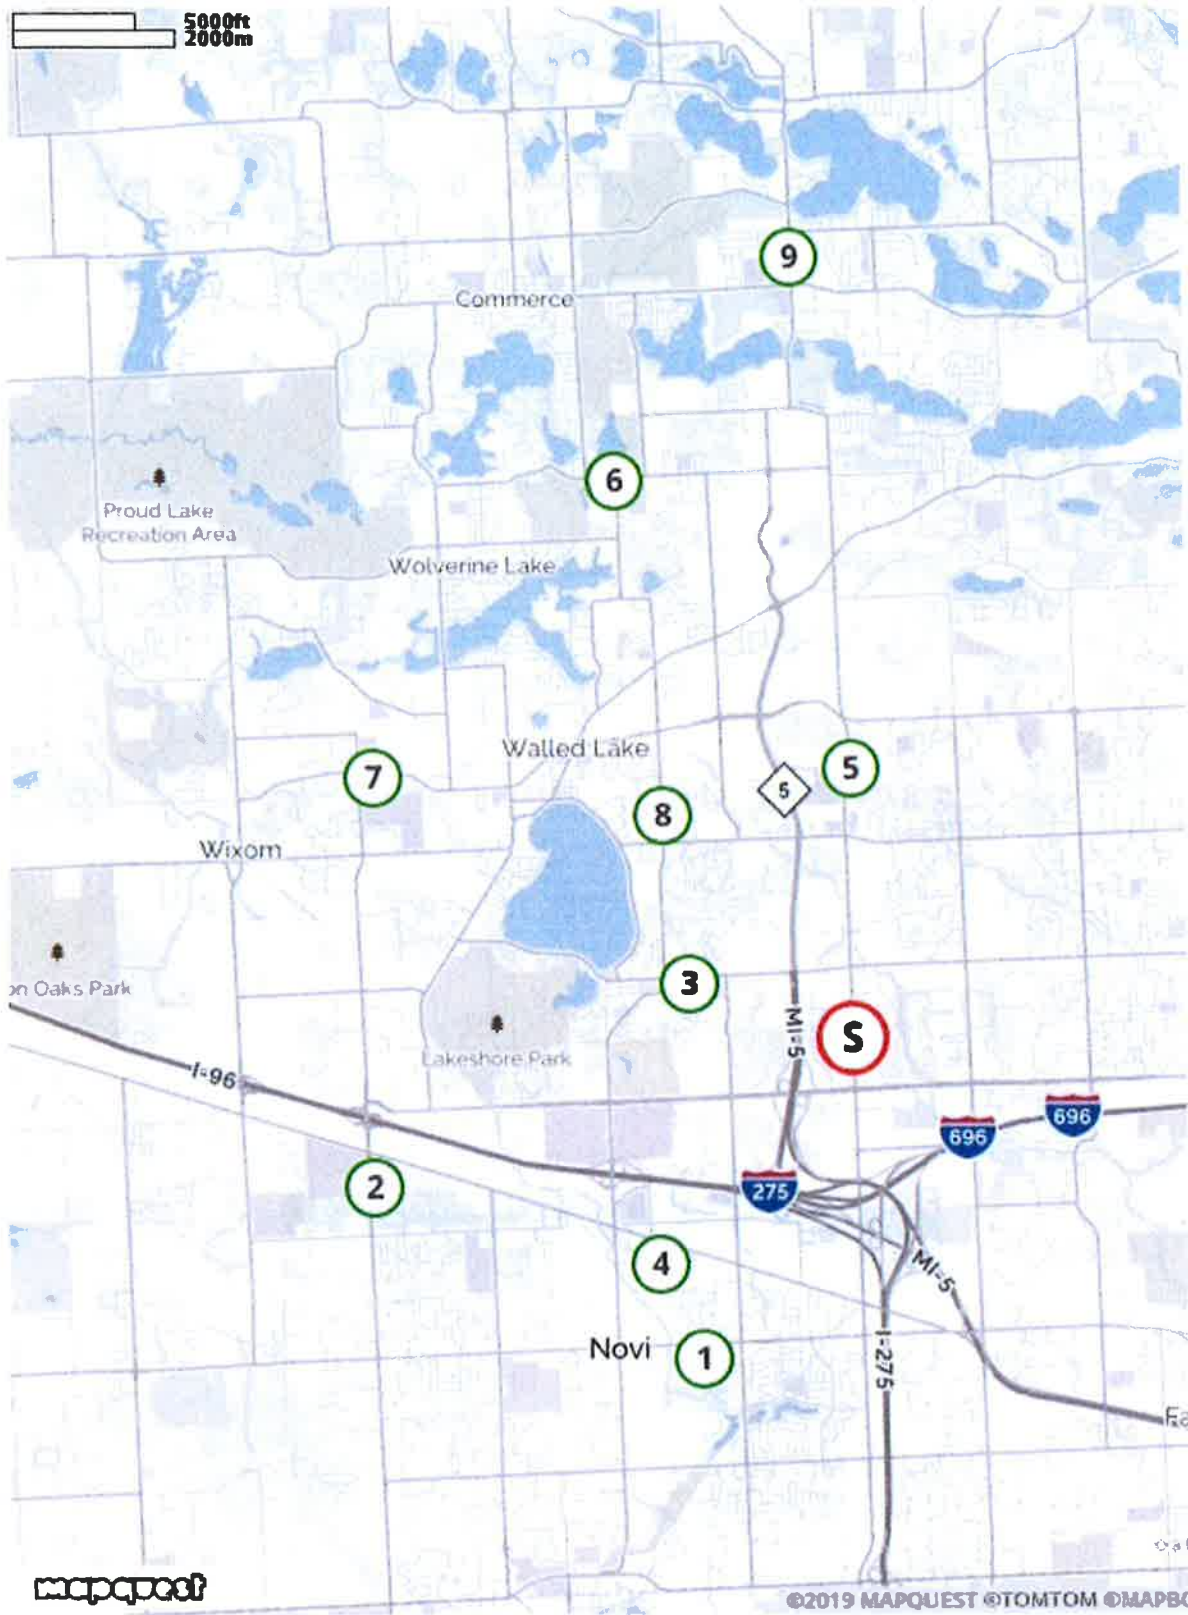 5000ft
2000m
9
Commerce
6
Proud Lake
Recreation Area
Wolverine Lake
Walled Lake
7
5
5
8
Wixom
on Oaks Park
3
MI-5
S
Lakeshore Park
I-96
696
696
2
275
4
MI-5
Novi
1
I-275
Fa
mapquest
©2019 MAPQUEST ©TOMTOM ©MAPBO